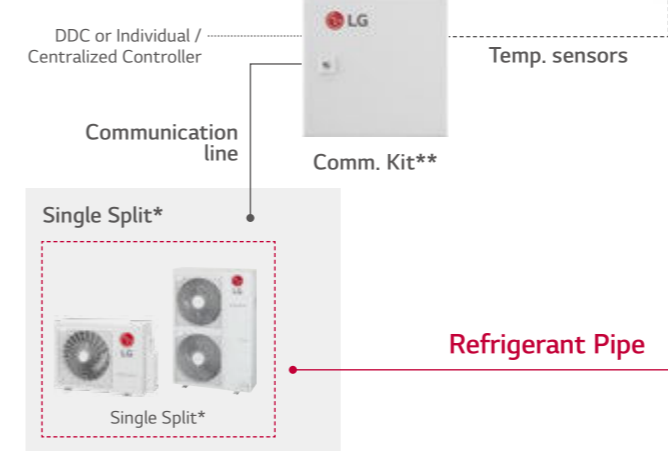 LG
DDC or Individual /
Centralized Controller
Temp. sensors
Communication
line
Comm. Kit**
Single Split*
LG
LG
Refrigerant Pipe
Single Split*